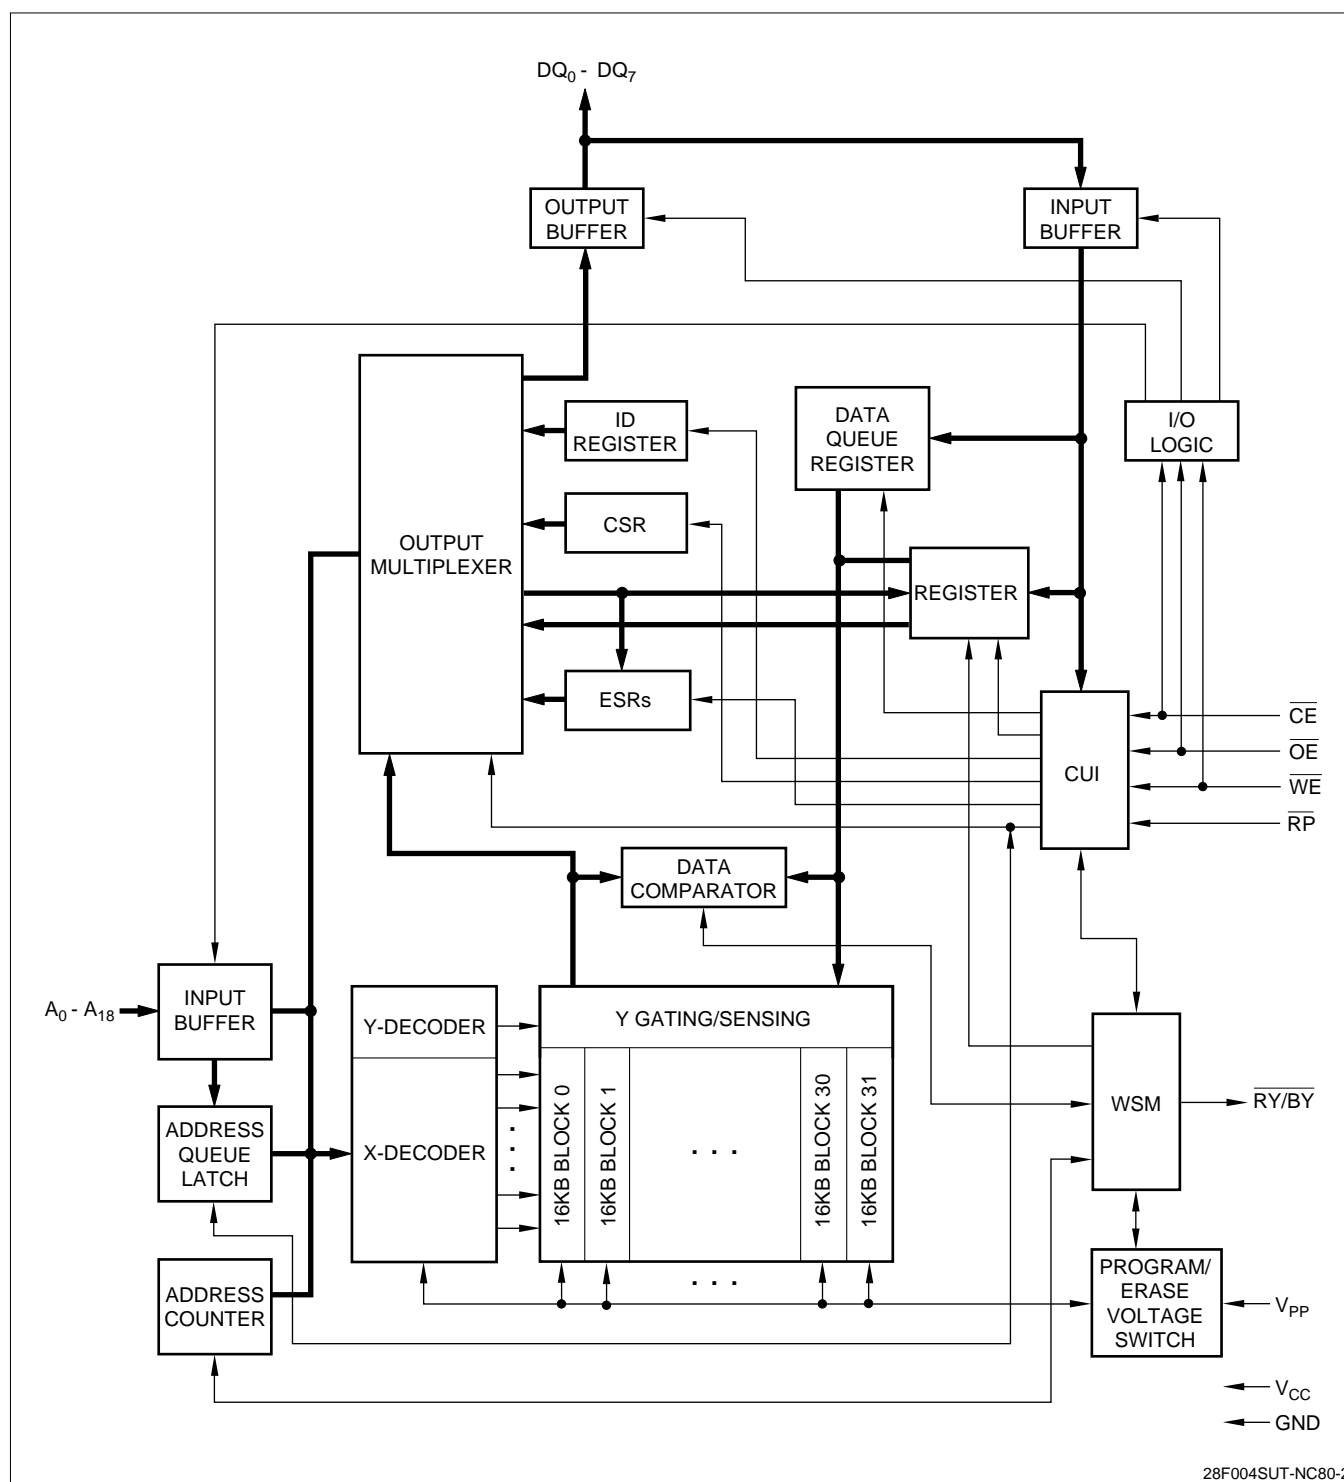 DQ0 - DQ7
OUTPUT
BUFFER
INPUT
BUFFER
ID
REGISTER
DATA
QUEUE
REGISTER
I/O
LOGIC
CSR
OUTPUT
MULTIPLEXER
REGISTER
ESRs
CUI
CE
OE
WE
RP
DATA
COMPARATOR
A0 - A18
INPUT
BUFFER
Y-DECODER
Y GATING/SENSING
ADDRESS
QUEUE
LATCH
X-DECODER
16KB BLOCK 0
16KB BLOCK 1
. . .
16KB BLOCK 30
16KB BLOCK 31
WSM
RY/BY
ADDRESS
COUNTER
. . .
PROGRAM/
ERASE
VOLTAGE
SWITCH
VPP
VCC
GND